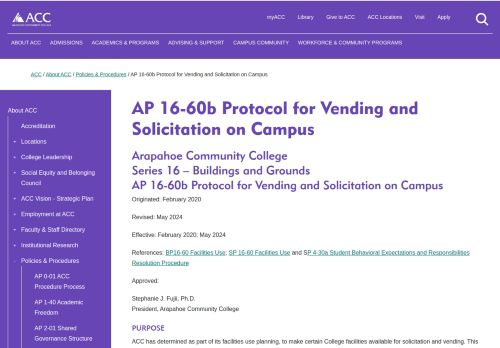 ACC
myACC Library Give to ACC ACC Locations Visit Apply
ABOUT ACC ADMISSIONS ACADEMICS & PROGRAMS ADVISING & SUPPORT CAMPUS COMMUNITY WORKFORCE & COMMUNITY PROGRAMS
ACC / About ACC / Policies & Procedures / AP 16-60b Protocol for Vending and Solicitation on Campus
About ACC
Accreditation
+ Locations
+ College Leadership
+ Social Equity and Belonging
Council
+ ACC Vision - Strategic Plan
+ Employment at ACC
+ Faculty & Staff Directory
+ Institutional Research
- Policies & Procedures
AP 0-01 ACC
Procedure Process
AP 1-40 Academic
Freedom
AP 2-01 Shared
Governance Structure
AP 16-60b Protocol for Vending and
Solicitation on Campus
Arapahoe Community College
Series 16 – Buildings and Grounds
AP 16-60b Protocol for Vending and Solicitation on Campus
Originated: February 2020
Revised: May 2024
Effective: February 2020; May 2024
References: BP16-60 Facilities Use; SP 16-60 Facilities Use and SP 4-30a Student Behavioral Expectations and Responsibilities
Resolution Procedure
Approved:
Stephanie J. Fujii, Ph.D.
President, Arapahoe Community College
PURPOSE
ACC has determined as part of its facilities use planning, to make certain College facilities available for solicitation and vending. This